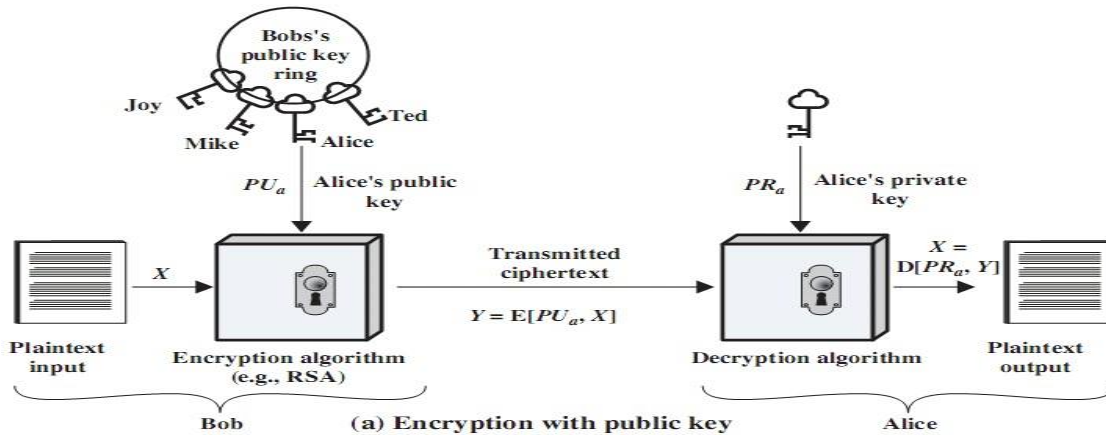 Bobs's
public key
ring
Joy
Ted
Mike
Alice
PUa
Alice's public
key
PRa
Alice's private
key
X
Transmitted
ciphertext
X =
D[PRa, Y]
Y = E[PUa, X]
Plaintext
input
Encryption algorithm
(e.g., RSA)
Decryption algorithm
Plaintext
output
Bob
(a) Encryption with public key
Alice